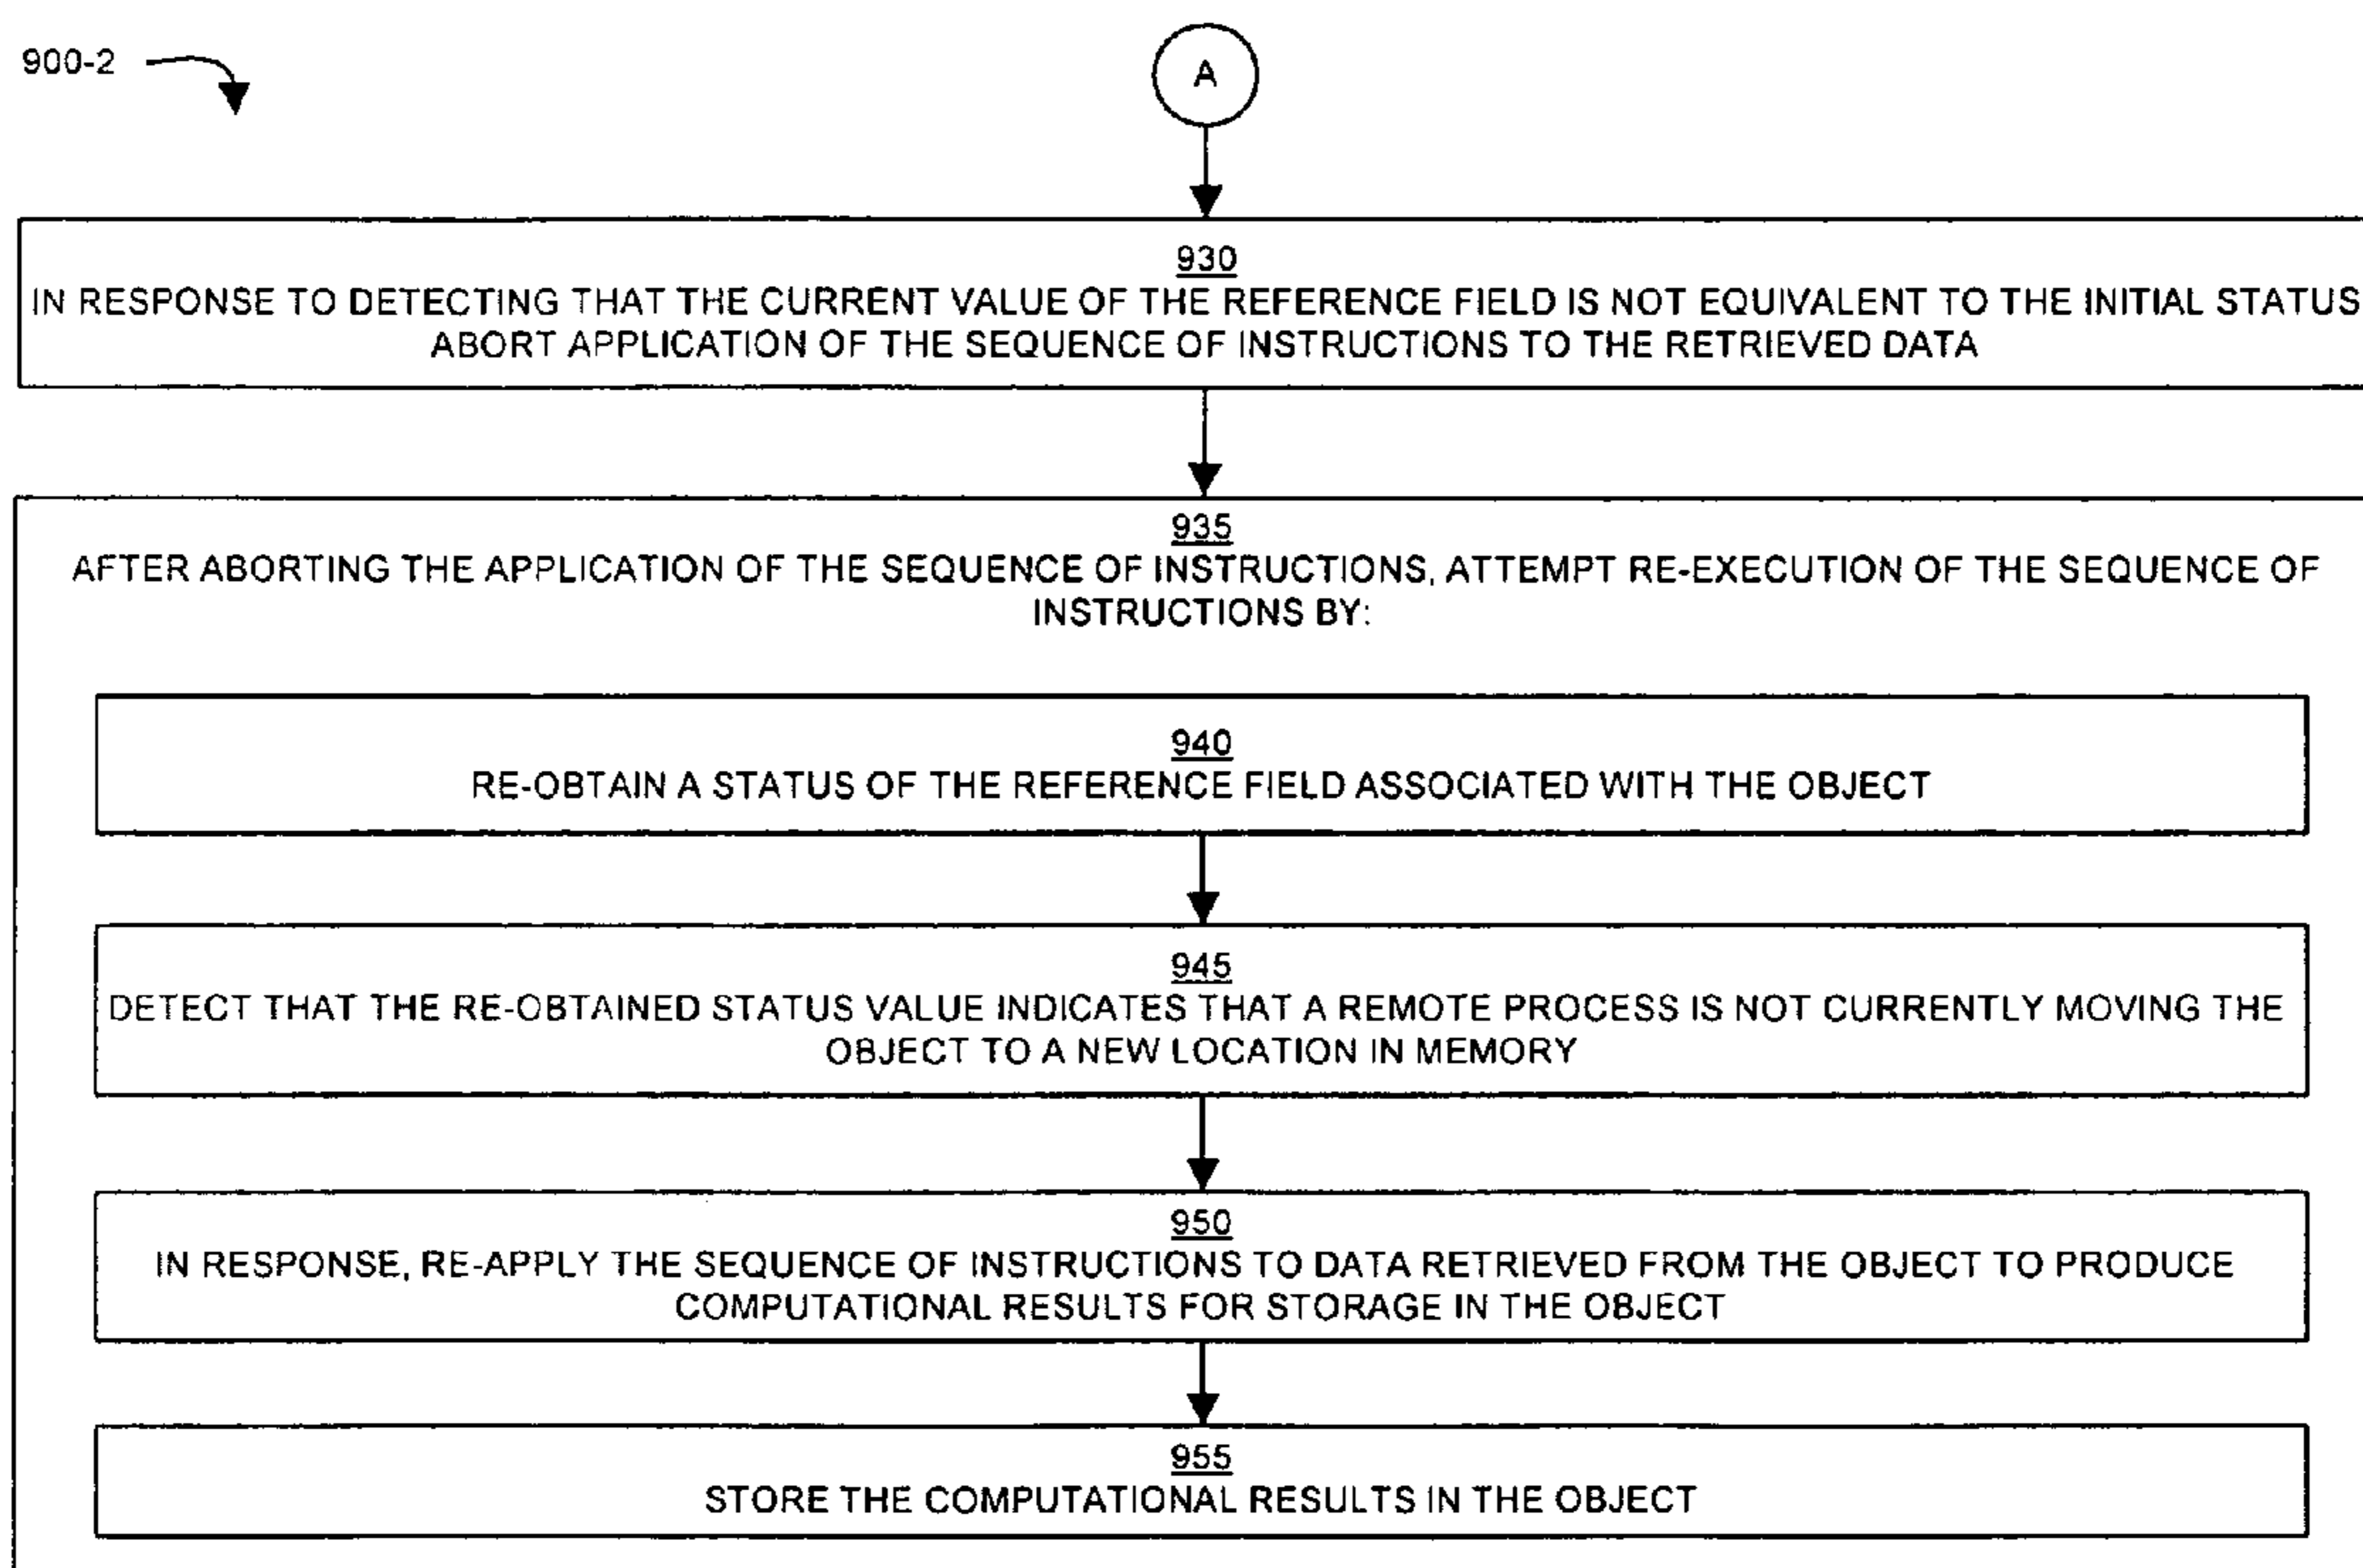 900-2
A
930
IN RESPONSE TO DETECTING THAT THE CURRENT VALUE OF THE REFERENCE FIELD IS NOT EQUIVALENT TO THE INITIAL STATUS
ABORT APPLICATION OF THE SEQUENCE OF INSTRUCTIONS TO THE RETRIEVED DATA
935
AFTER ABORTING THE APPLICATION OF THE SEQUENCE OF INSTRUCTIONS, ATTEMPT RE-EXECUTION OF THE SEQUENCE OF
INSTRUCTIONS BY:
940
RE-OBTAIN A STATUS OF THE REFERENCE FIELD ASSOCIATED WITH THE OBJECT
945
DETECT THAT THE RE-OBTAINED STATUS VALUE INDICATES THAT A REMOTE PROCESS IS NOT CURRENTLY MOVING THE
OBJECT TO A NEW LOCATION IN MEMORY
950
IN RESPONSE, RE-APPLY THE SEQUENCE OF INSTRUCTIONS TO DATA RETRIEVED FROM THE OBJECT TO PRODUCE
COMPUTATIONAL RESULTS FOR STORAGE IN THE OBJECT
955
STORE THE COMPUTATIONAL RESULTS IN THE OBJECT